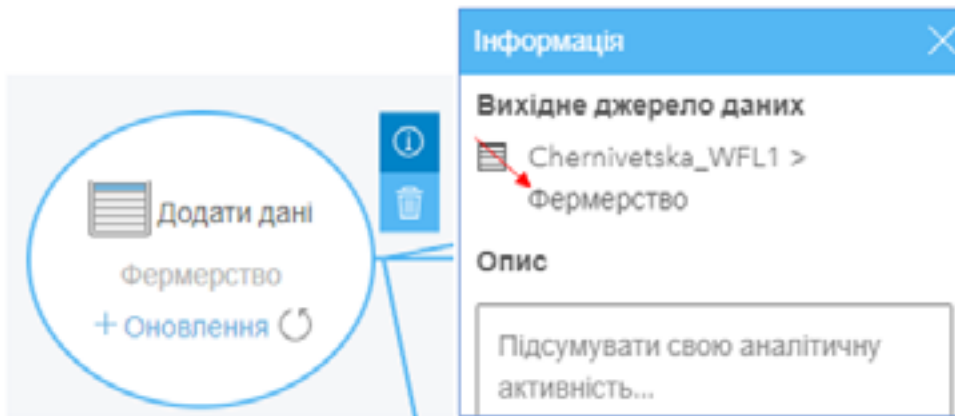 Додати дані
Фермерство
+ Оновлення
Інформація
Вихідне джерело даних
Chernivetska_WFL1 >
Фермерство
Опис
Підсумувати свою аналітичну
активність...